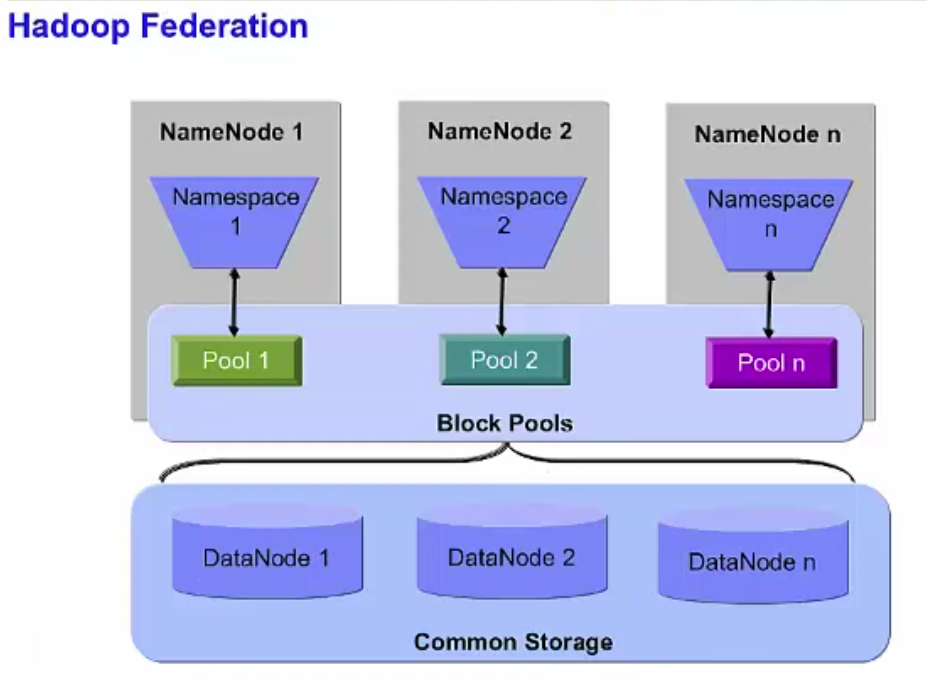 Hadoop Federation
NameNode 1
NameNode 2
NameNode n
Namespace
1
Namespace
2
Namespace
n
Pool 1
Pool 2
Pool n
Block Pools
DataNode 1
DataNode 2
DataNode n
Common Storage